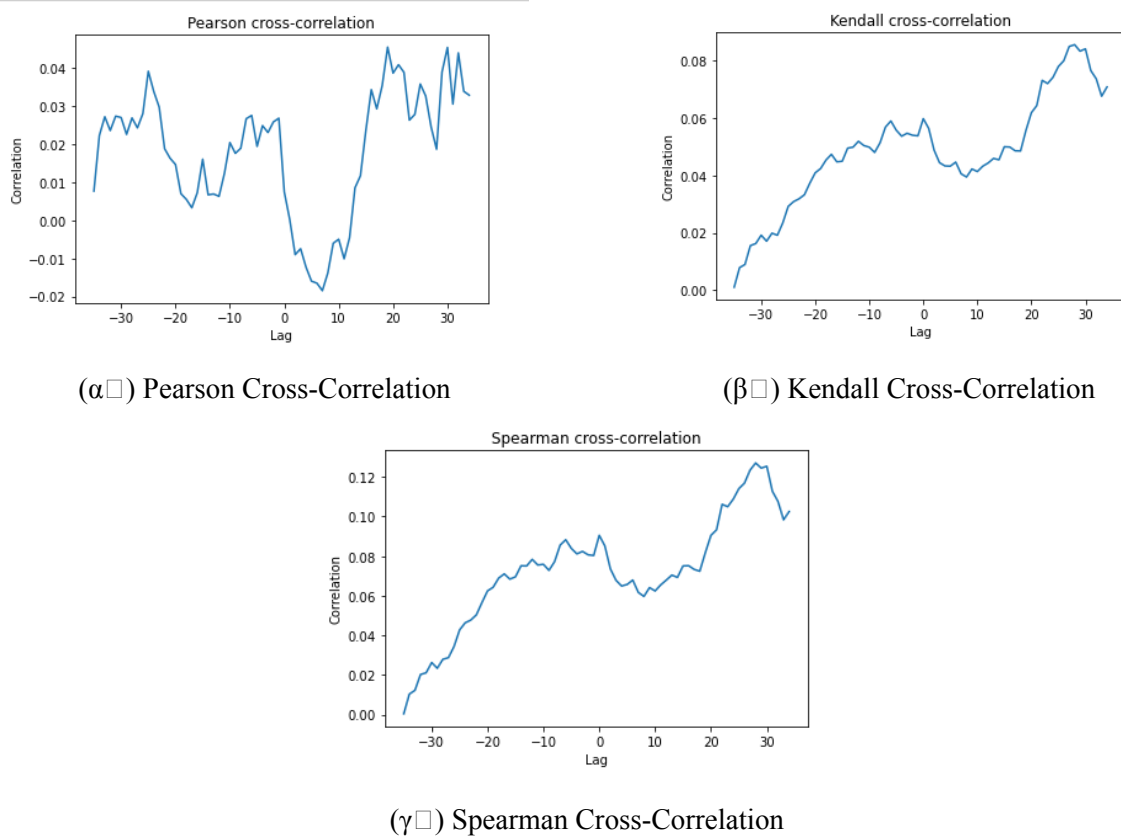 Pearson cross-correlation
Correlation
0.04
0.03
0.02
0.01
0.00
−0.01
−0.02
−30 −20 −10 0 10 20 30
Lag
(α□) Pearson Cross-Correlation
Kendall cross-correlation
Correlation
0.08
0.06
0.04
0.02
0.00
−30 −20 −10 0 10 20 30
Lag
(β□) Kendall Cross-Correlation
Spearman cross-correlation
Correlation
0.12
0.10
0.08
0.06
0.04
0.02
0.00
−30 −20 −10 0 10 20 30
Lag
(γ□) Spearman Cross-Correlation